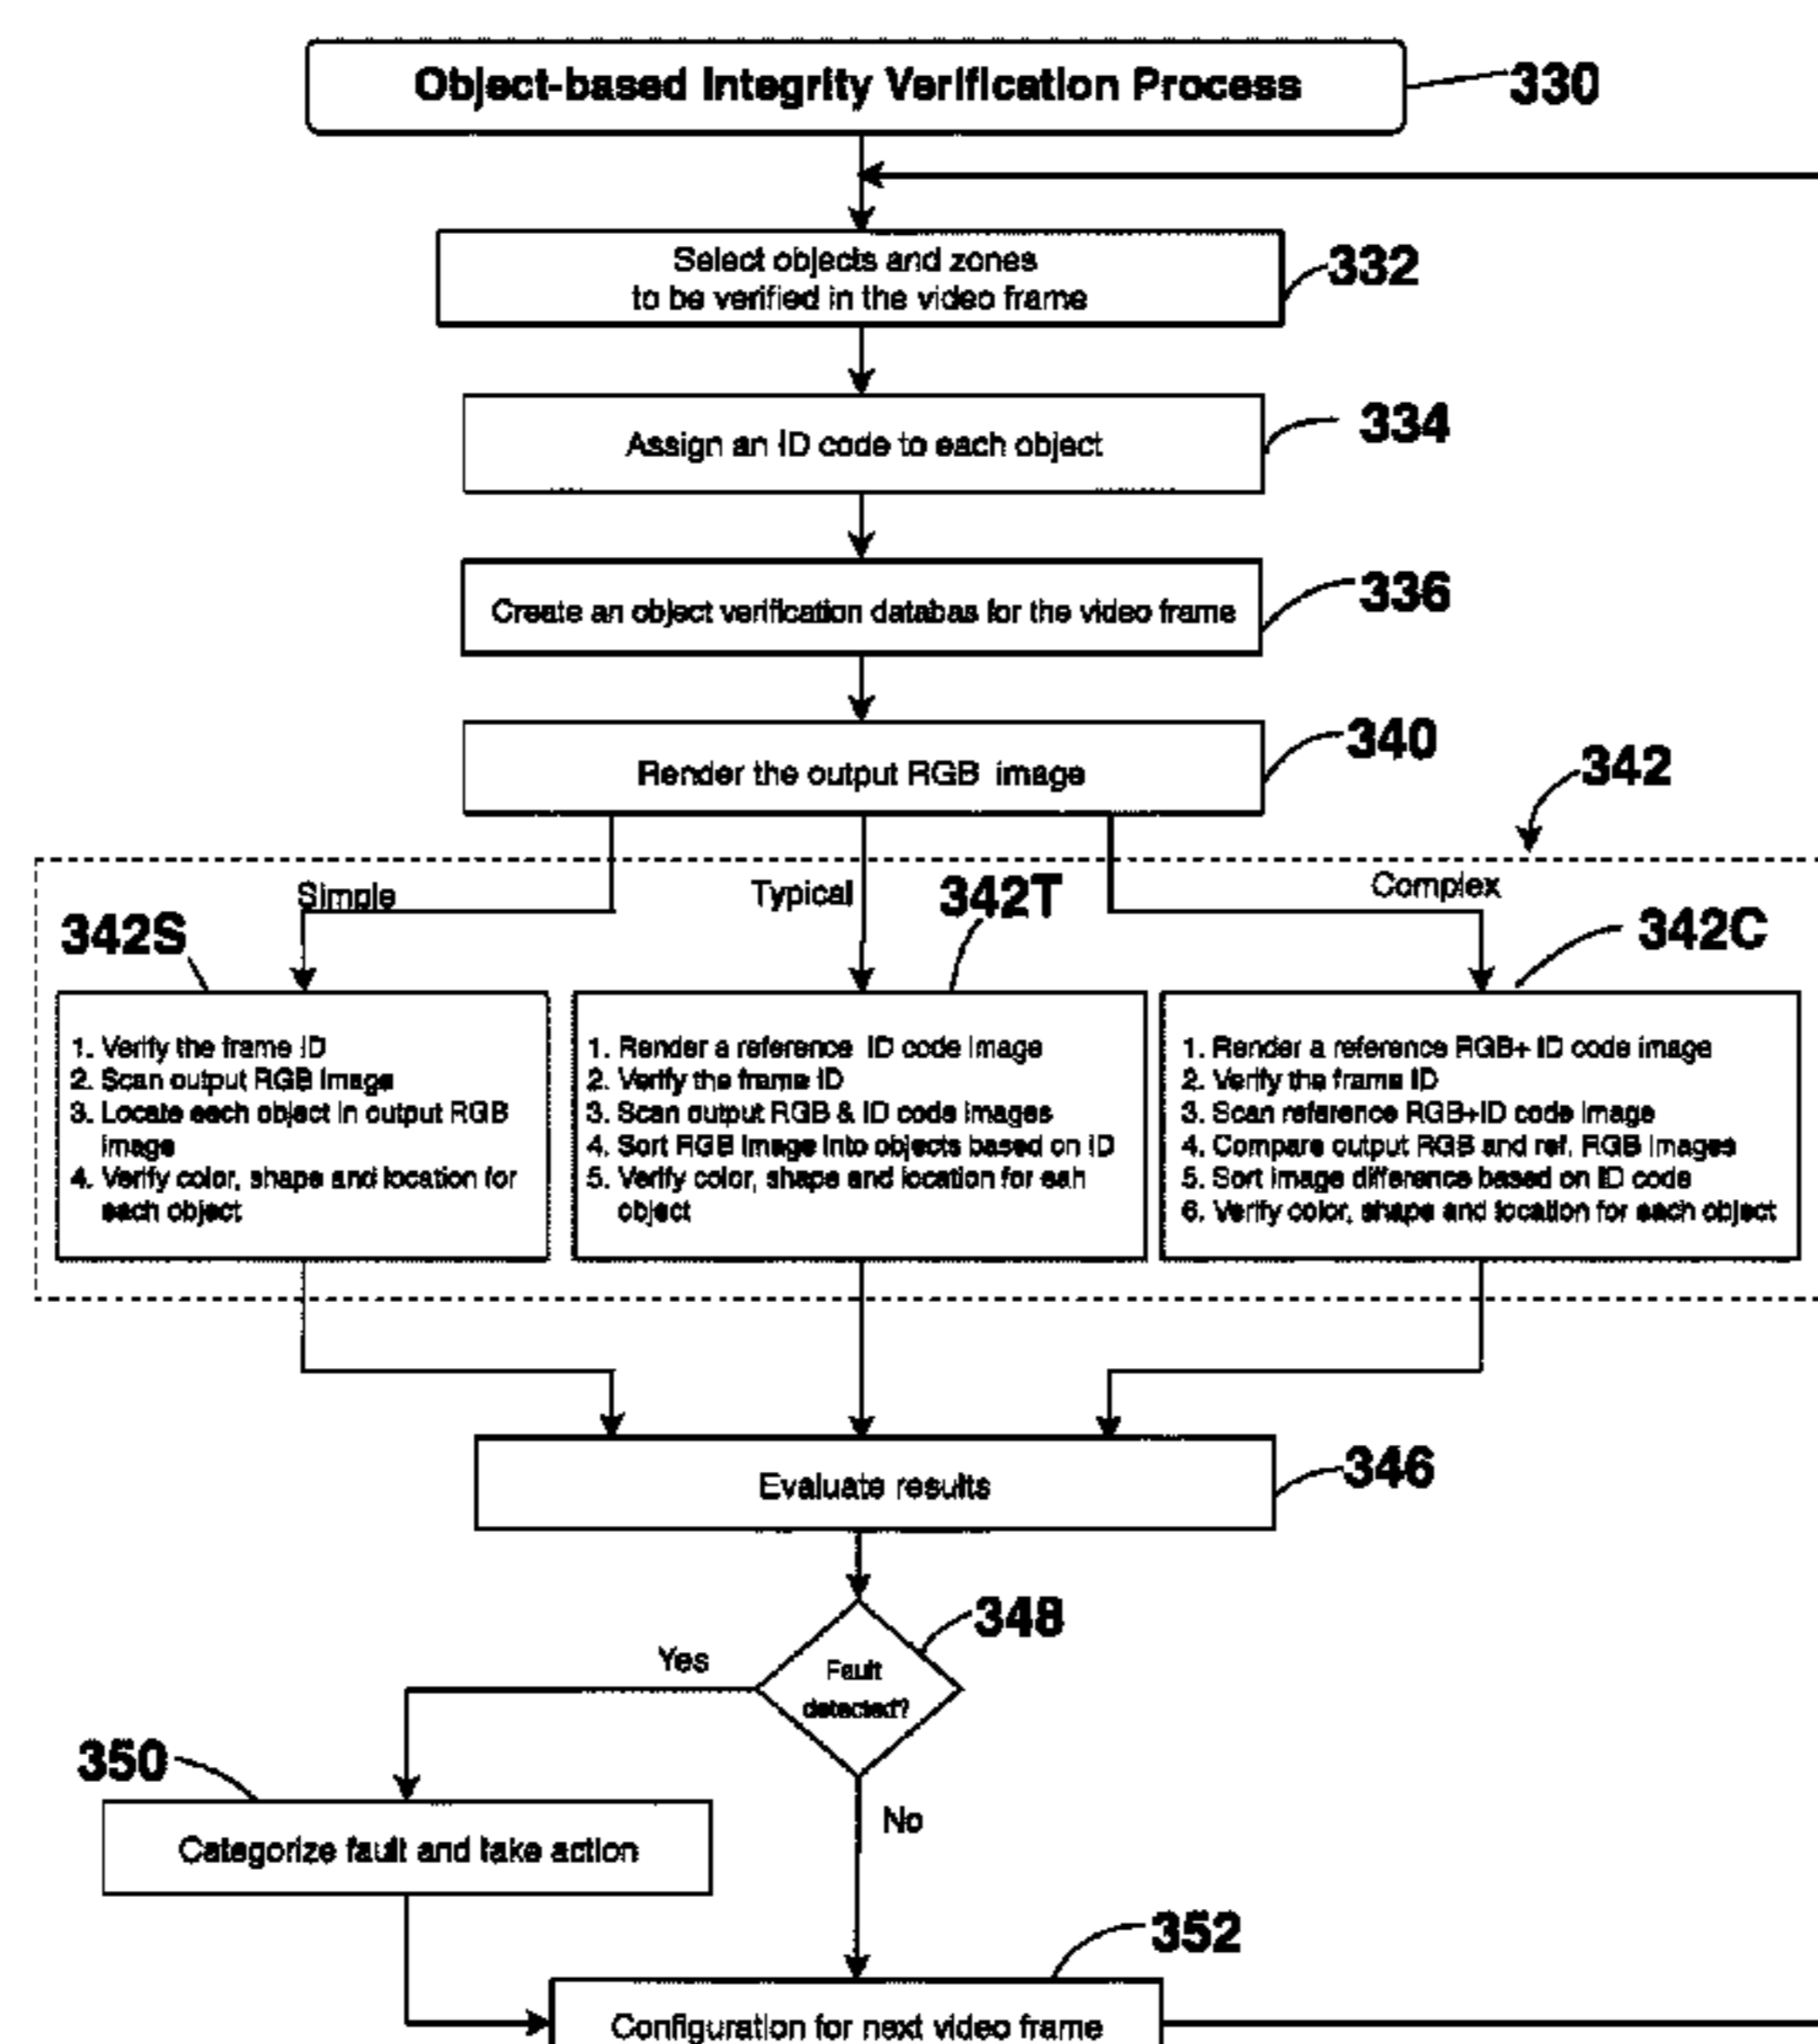 Object-based Integrity Verification Process
330
Select objects and zones
to be verified in the video frame
332
Assign an ID code to each object
334
Create an object verification databas for the video frame
336
Render the output RGB image
340
342
Simple
Typical
Complex
342S
342T
342C
1. Verify the frame ID
2. Scan output RGB image
3. Locate each object in output RGB
image
4. Verify color, shape and location for
each object
1. Render a reference ID code image
2. Verify the frame ID
3. Scan output RGB & ID code images
4. Sort RGB image into objects based on ID
5. Verify color, shape and location for eah
object
1. Render a reference RGB+ ID code image
2. Verify the frame ID
3. Scan reference RGB+ID code image
4. Compare output RGB and ref. RGB images
5. Sort image difference based on ID code
6. Verify color, shape and location for each object
Evaluate results
346
348
Fault
detected?
Yes
No
350
Categorize fault and take action
352
Configuration for next video frame